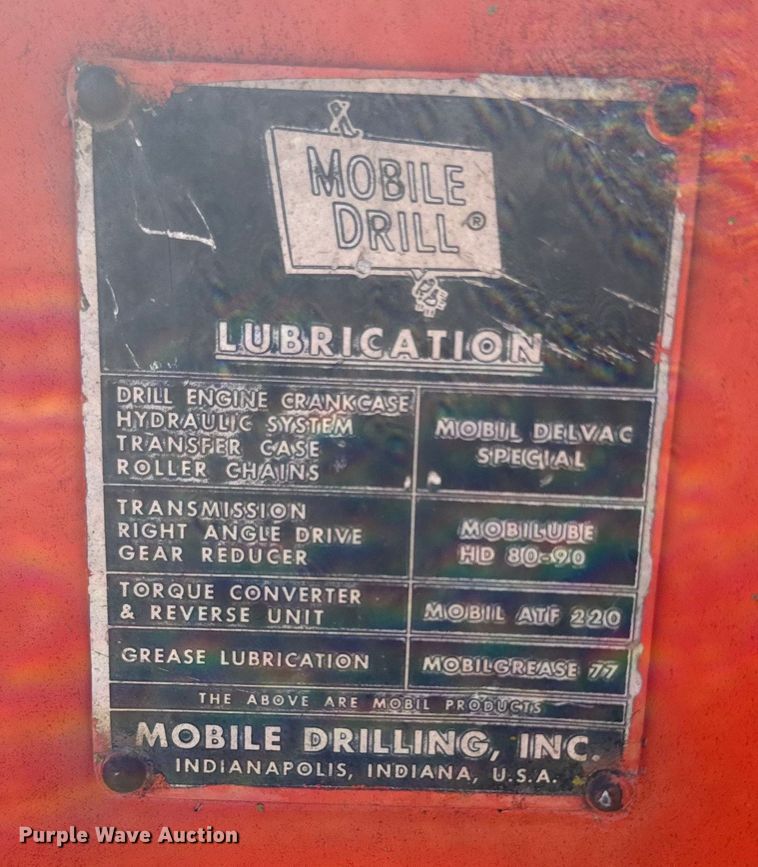 MOBILE
DRILL®
LUBRICATION
DRILL ENGINE CRANKCASE
HYDRAULIC SYSTEM
TRANSFER CASE
ROLLER CHAINS
MOBIL DELVAC
SPECIAL
TRANSMISSION
RIGHT ANGLE DRIVE
GEAR REDUCER
MOBILUBE
HD 80-90
TORQUE CONVERTER
& REVERSE UNIT
MOBIL ATF 220
GREASE LUBRICATION
MOBILGREASE 77
THE ABOVE ARE MOBIL PRODUCTS
MOBILE DRILLING, INC.
INDIANAPOLIS, INDIANA, U.S.A.
Purple Wave Auction